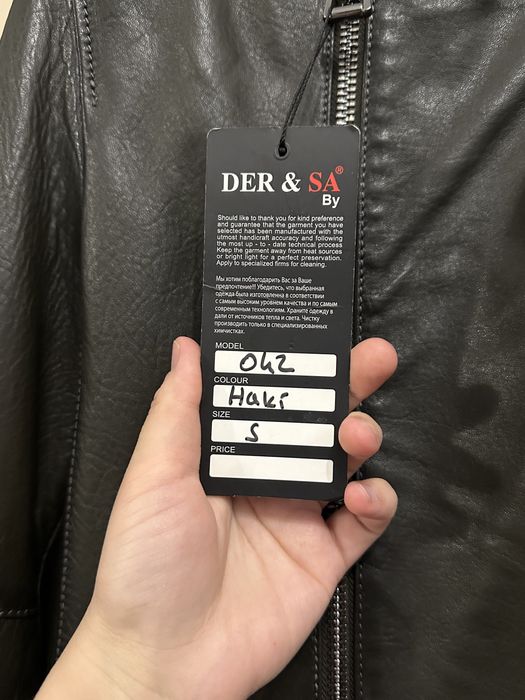 DER & SA®
By
Should like to thank you for kind preference
and guarantee that the garment you have
selected has been manufactured with the
utmost handicraft accuracy and following
the most up - to - date technical process
Keep the garment away from heat sources
or bright light for a perfect preservation.
Apply to specialized firms for cleaning.
Мы хотим поблагодарить Вас за Ваше
предпочтение!!! Убедитесь, что выбранная
одежда была изготовлена в соответствии
с самым высоким уровнем качества и по самым
современным технологиям. Храните одежду в
дали от источников тепла и света. Чистку
производить только в специализированных
химчистках.
MODEL
042
COLOUR
Haki
SIZE
S
PRICE